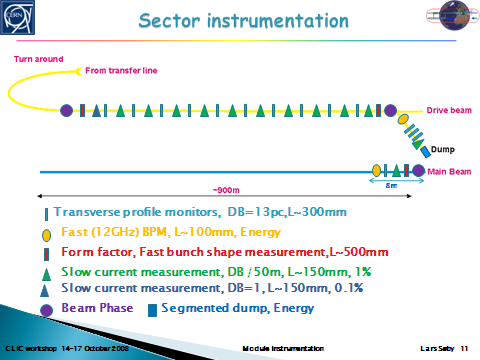 CERN
Sector instrumentation
Turn around
From transfer line
Drive beam
Dump
Main Beam
8m
~900m
Transverse profile monitors, DB=13pc,L~300mm
Fast (12GHz) BPM, L~100mm, Energy
Form factor, Fast bunch shape measurement,L~500mm
Slow current measurement, DB / 50m, L~150mm, 1%
Slow current measurement, DB=1, L~150mm, 0.1%
Beam Phase Segmented dump, Energy
CLIC workshop 14-17 October 2008 Module Instrumentation Lars Søby 11